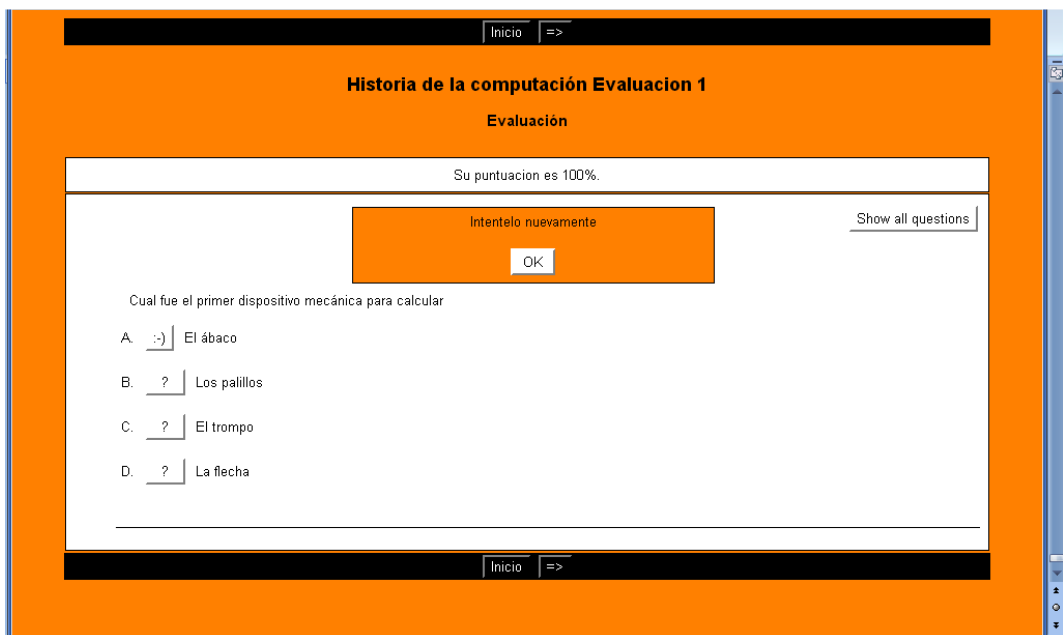 Inicio =>
Historia de la computación Evaluacion 1
Evaluación
Su puntuacion es 100%.
Intentelo nuevamente
Show all questions
OK
Cual fue el primer dispositivo mecánica para calcular
A. :-) El ábaco
B. ? Los palillos
C. ? El trompo
D. ? La flecha
Inicio =>